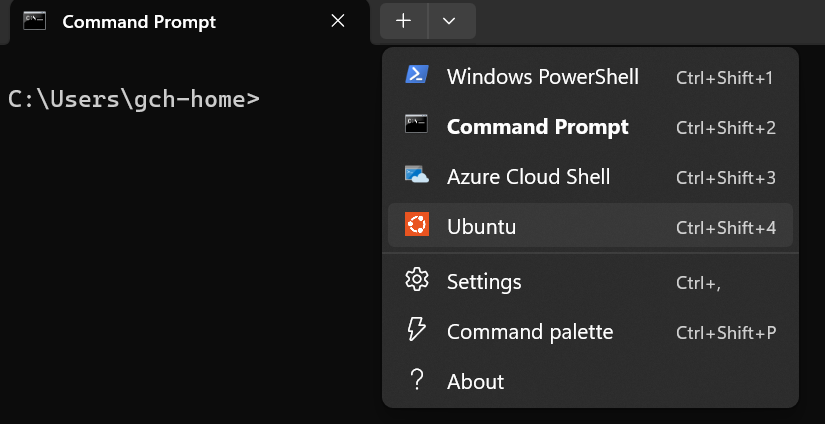 Command Prompt
C:\Users\gch-home>
Windows PowerShell Ctrl+Shift+1
Command Prompt Ctrl+Shift+2
Azure Cloud Shell Ctrl+Shift+3
Ubuntu Ctrl+Shift+4
Settings Ctrl+,
Command palette Ctrl+Shift+P
About